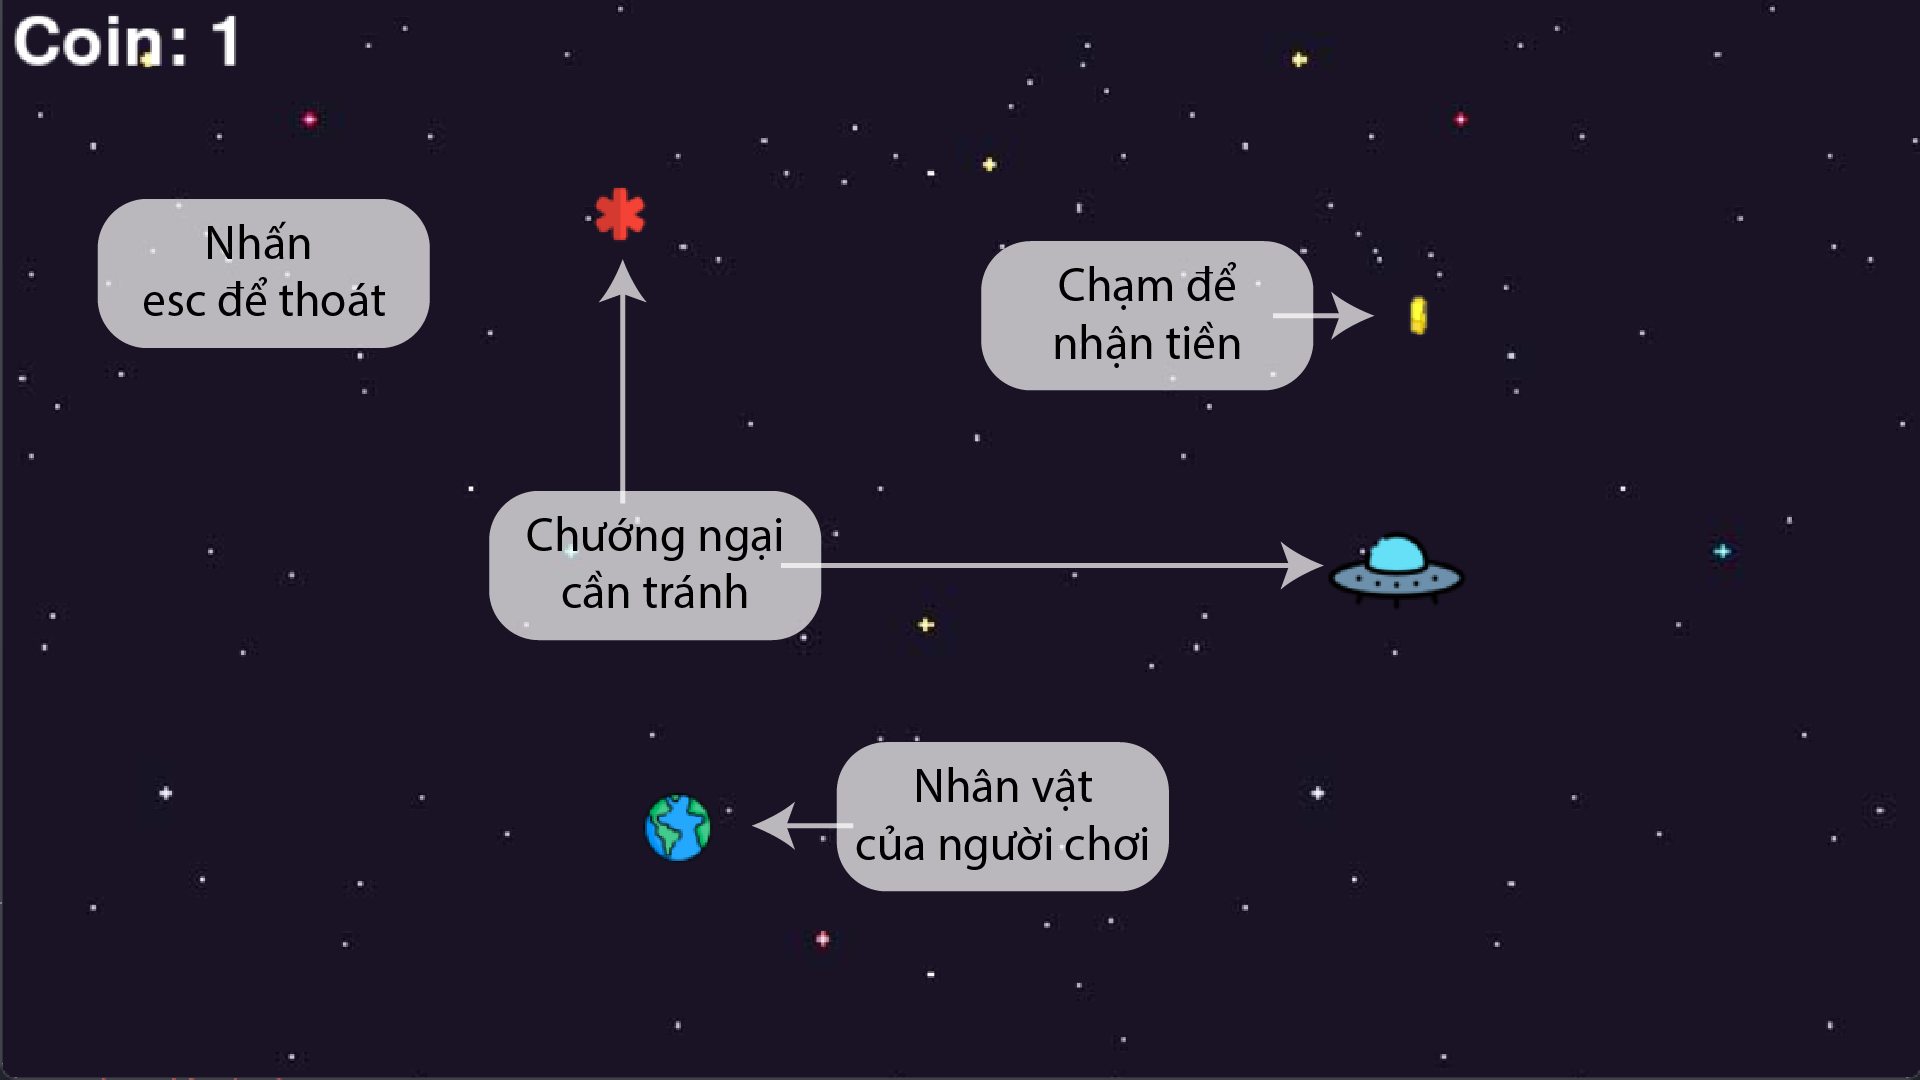 Coin: 1
Nhấn
esc để thoát
Chạm để
nhận tiền
Chướng ngại
cần tránh
Nhân vật
của người chơi